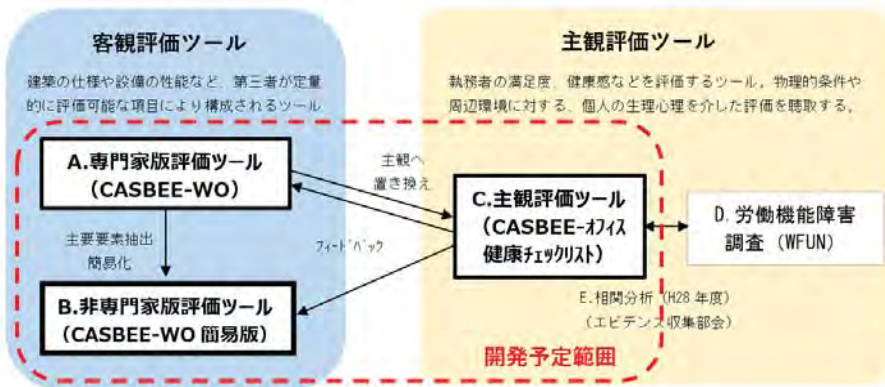 客観評価ツール
建築の仕様や設備の性能など、第三者が定量
的に評価可能な項目により構成されるツール
主観評価ツール
執務者の満足度、健康感などを評価するツール。物理的条件や
周辺環境に対する、個人の生理心理を介した評価を聴取する。
A.専門家版評価ツール
(CASBEE-WO)
主観へ
置き換え
C.主観評価ツール
(CASBEE-オフィス
健康チェックリスト)
D.労働機能障害
調査 (WFUN)
主要要素抽出
簡易化
フィードバック
B.非専門家版評価ツール
(CASBEE-WO 簡易版)
E.相関分析 (H28 年度)
(エビデンス収集部会)
開発予定範囲